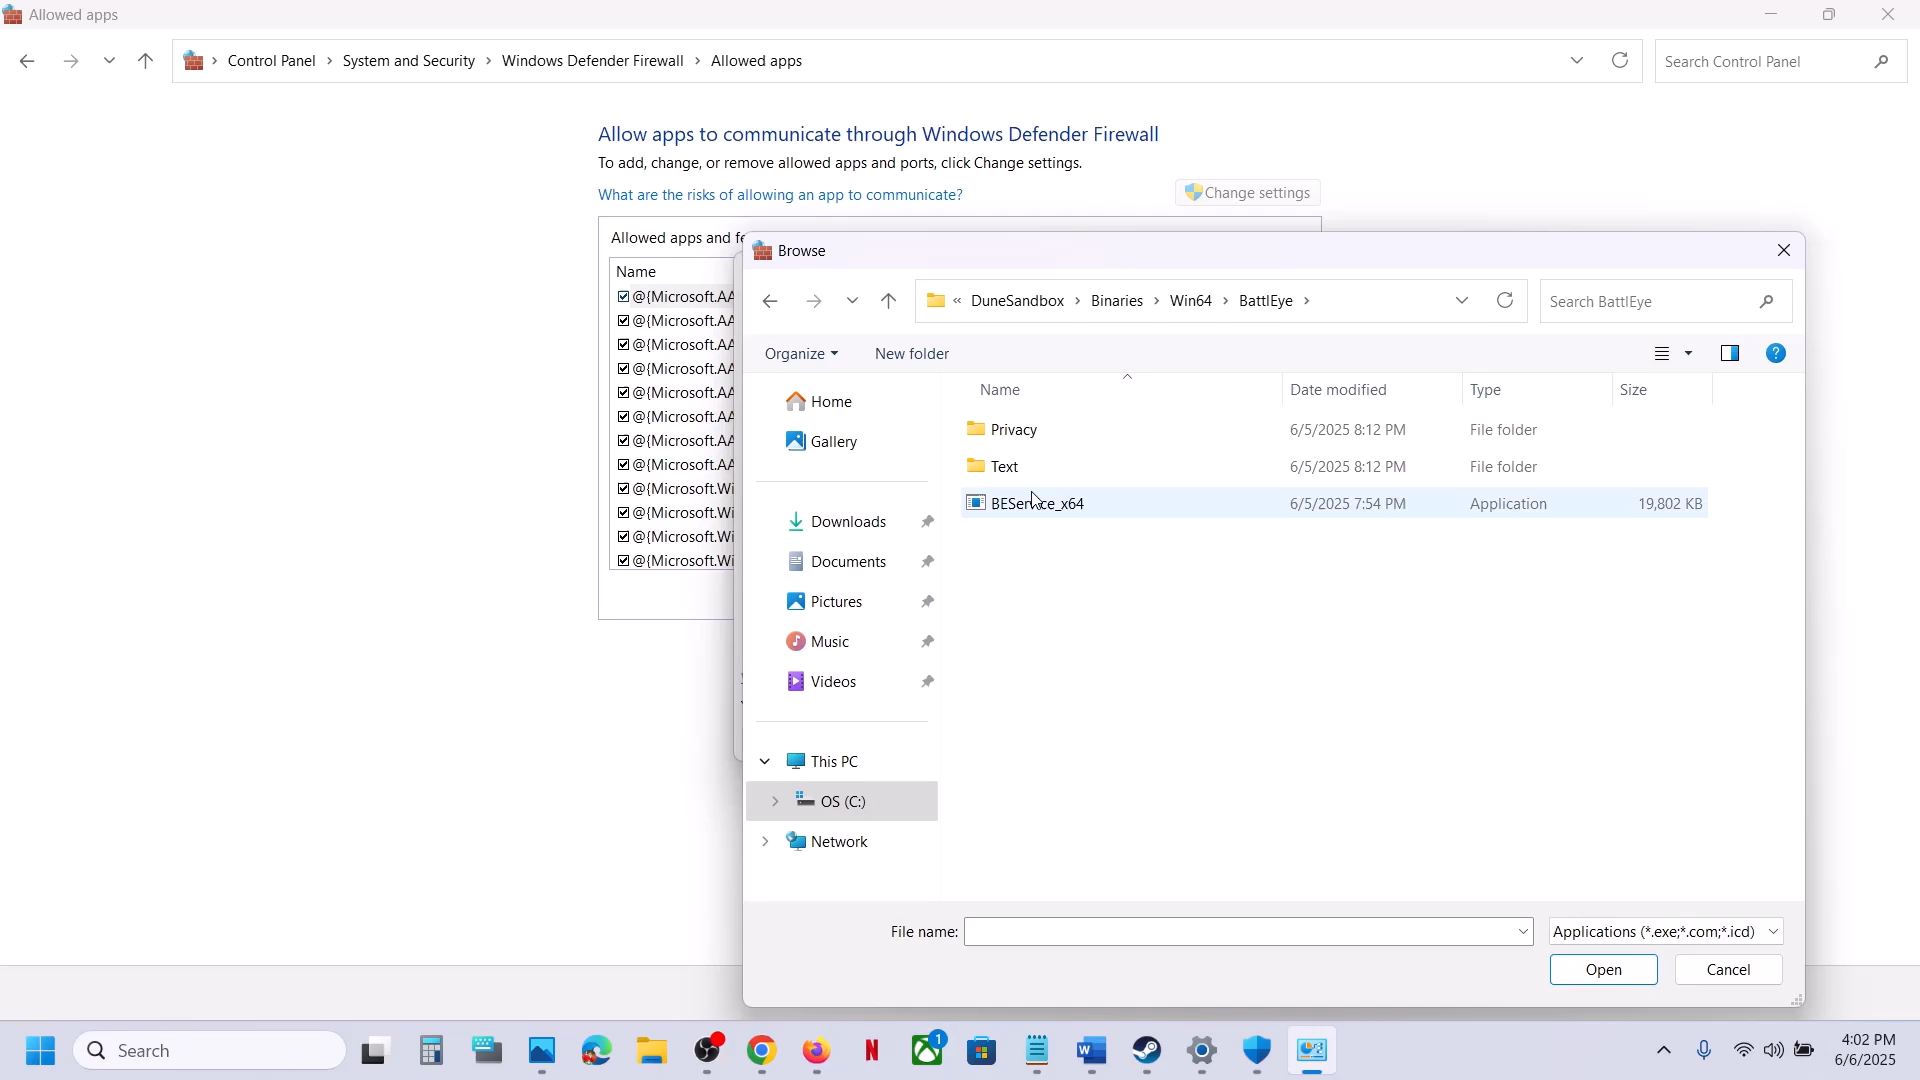 Allowed apps
Control Panel > System and Security > Windows Defender Firewall > Allowed apps
Search Control Panel
Allow apps to communicate through Windows Defender Firewall
To add, change, or remove allowed apps and ports, click Change settings.
What are the risks of allowing an app to communicate?
Change settings
Allowed apps and fe
Name
@{Microsoft.AA
@{Microsoft.AA
@{Microsoft.AA
@{Microsoft.AA
@{Microsoft.AA
@{Microsoft.AA
@{Microsoft.AA
@{Microsoft.AA
@{Microsoft.Wi
@{Microsoft.Wi
@{Microsoft.Wi
@{Microsoft.Wi
Browse
« DuneSandbox > Binaries > Win64 > BattlEye >
Search BattlEye
Organize
New folder
Home
Gallery
Downloads
Documents
Pictures
Music
Videos
This PC
OS (C:)
Network
Name Date modified Type Size
Privacy 6/5/2025 8:12 PM File folder
Text 6/5/2025 8:12 PM File folder
BEService_x64 6/5/2025 7:54 PM Application 19,802 KB
File name:
Applications (*.exe;*.com;*.icd)
Open
Cancel
Search
1
4:02 PM
6/6/2025